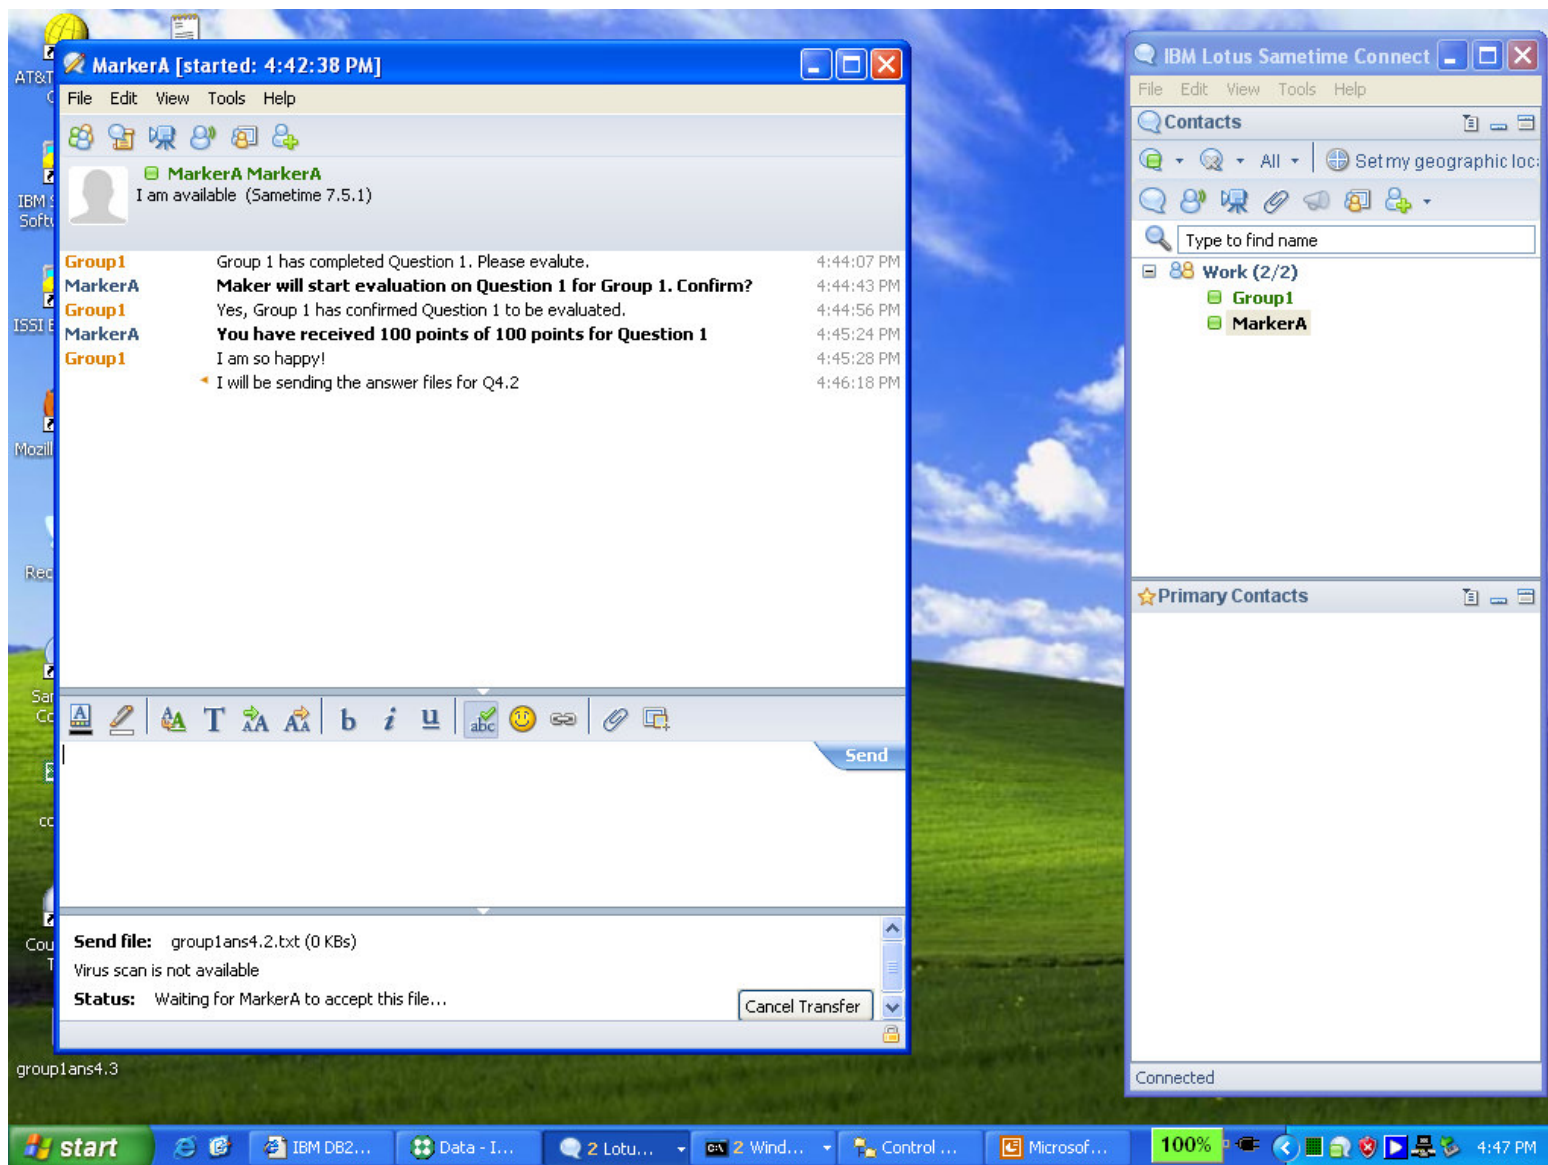 MarkerA [started: 4:42:38 PM]
File Edit View Tools Help
MarkerA MarkerA
I am available (Sametime 7.5.1)
Group1 Group 1 has completed Question 1. Please evalute. 4:44:07 PM
MarkerA Maker will start evaluation on Question 1 for Group 1. Confirm? 4:44:43 PM
Group1 Yes, Group 1 has confirmed Question 1 to be evaluated. 4:44:56 PM
MarkerA You have received 100 points of 100 points for Question 1 4:45:24 PM
Group1 I am so happy! 4:45:28 PM
I will be sending the answer files for Q4.2 4:46:18 PM
b i u abc
Send
Send file: group1ans4.2.txt (0 KBs)
Virus scan is not available
Status: Waiting for MarkerA to accept this file...
Cancel Transfer
IBM Lotus Sametime Connect
File Edit View Tools Help
Contacts
All Set my geographic loc
Type to find name
Work (2/2)
Group1
MarkerA
Primary Contacts
Connected
AT&T
IBM
ISSI
group1ans4.3
start IBM DB2... Data - I... 2 Lotu... 2 Wind... Control ... Microsof... 100% 4:47 PM